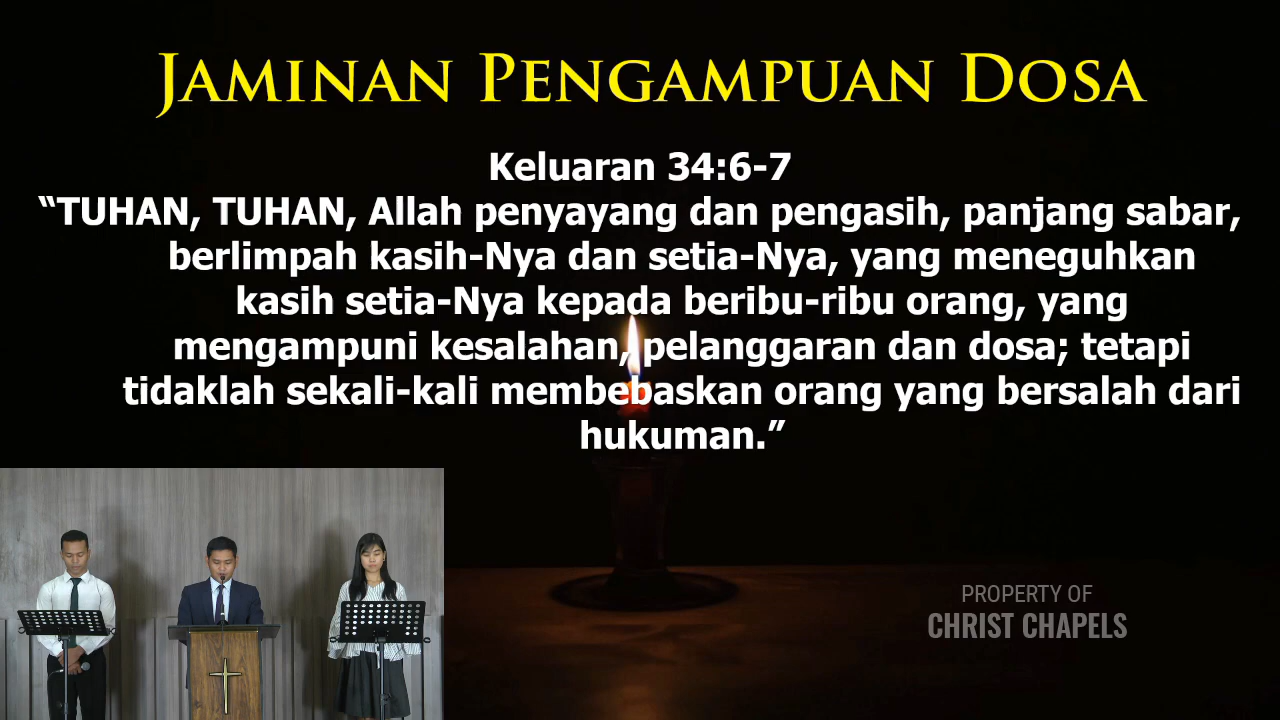 JAMINAN PENGAMPUAN DOSA
Keluaran 34:6-7
“TUHAN, TUHAN, Allah penyayang dan pengasih, panjang sabar,
berlimpah kasih-Nya dan setia-Nya, yang meneguhkan
kasih setia-Nya kepada beribu-ribu orang, yang
mengampuni kesalahan, pelanggaran dan dosa; tetapi
tidaklah sekali-kali membebaskan orang yang bersalah dari
hukuman.”
PROPERTY OF
CHRIST CHAPELS